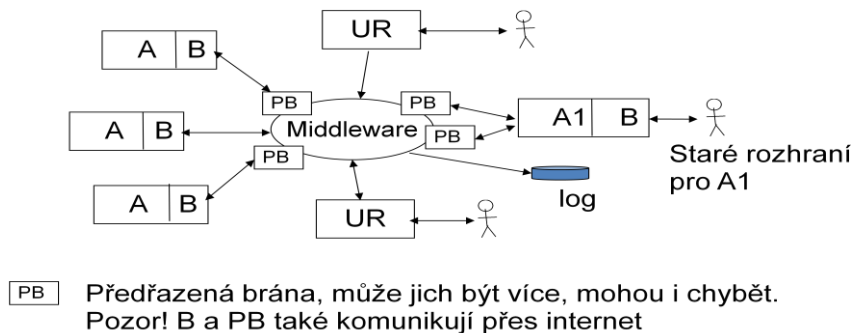 UR
A B
PB
PB
A B
Middleware
A1 B
PB
PB
Staré rozhraní
pro A1
A B
log
UR
PB Předřazená brána, může jich být více, mohou i chybět.
Pozor! B a PB také komunikují přes internet